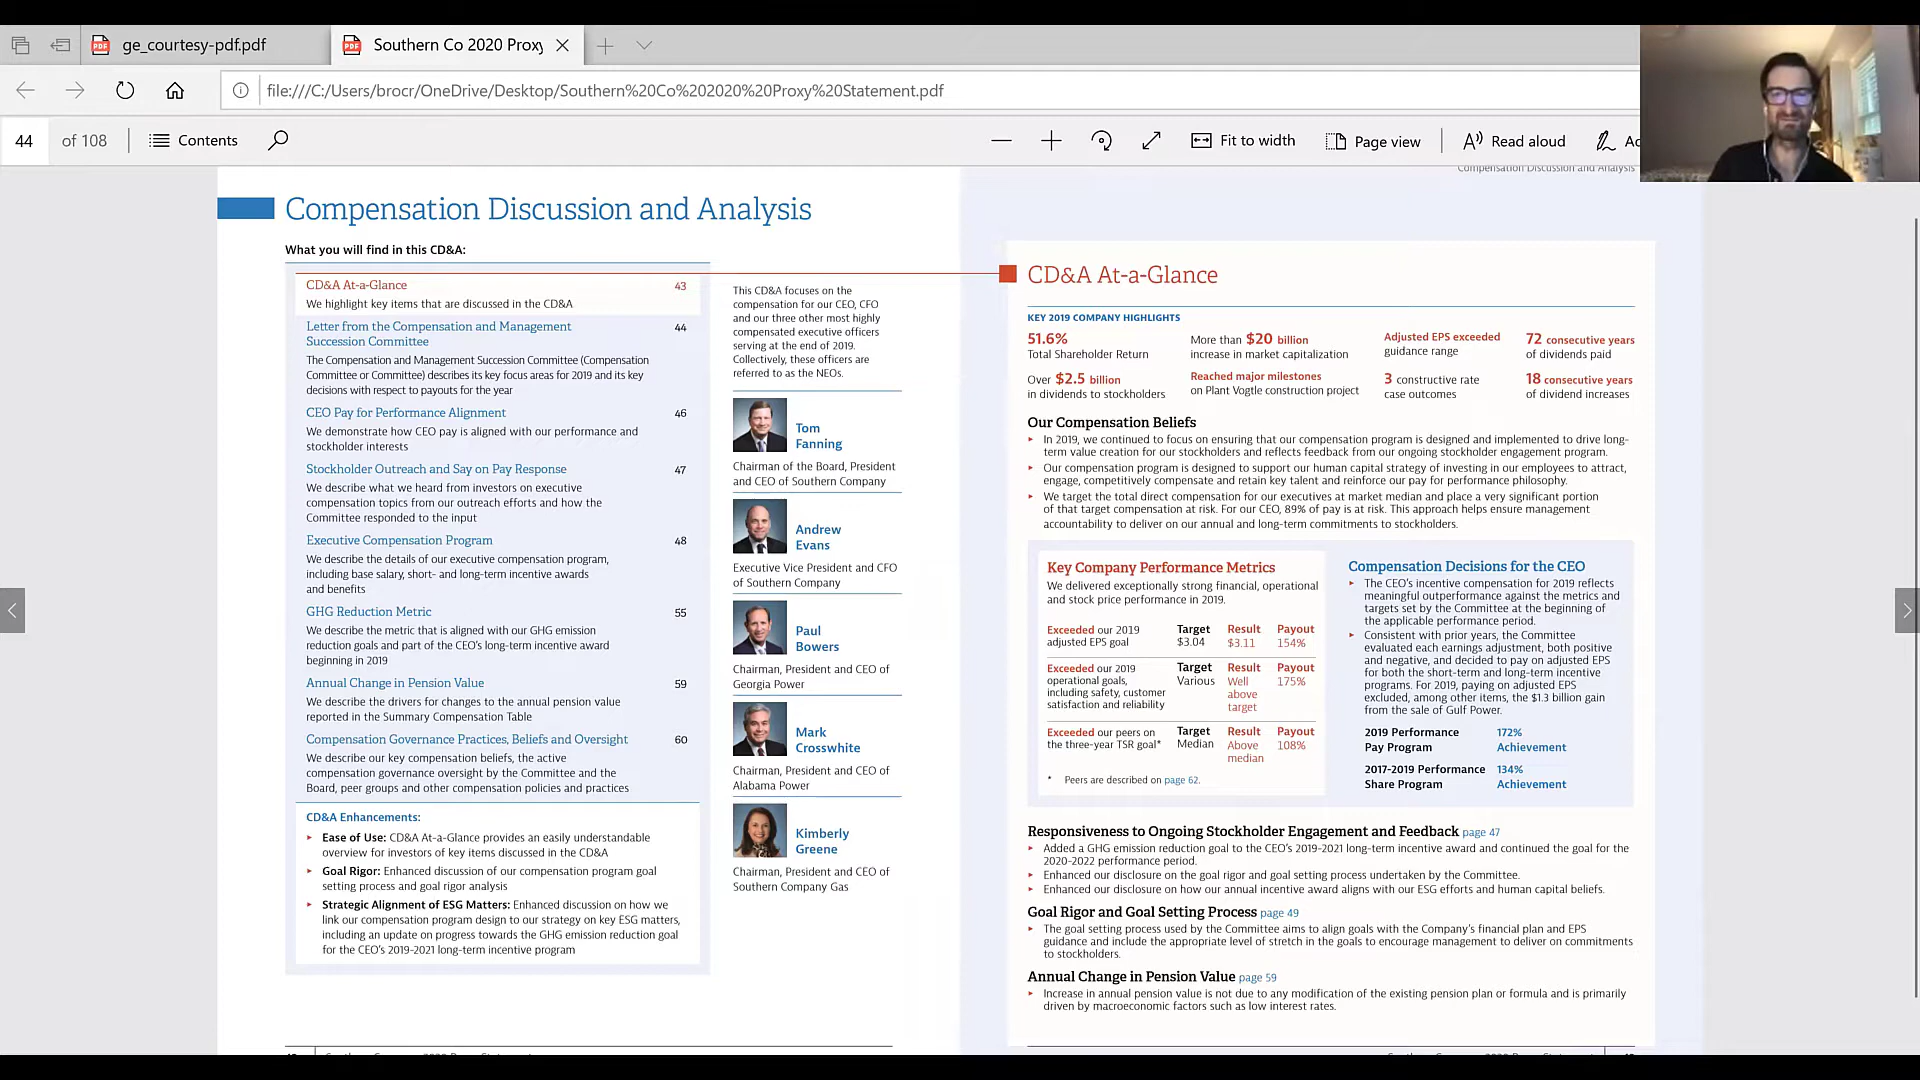 ge_courtesy-pdf.pdf
Southern Co 2020 Proxy
file:///C:/Users/brocr/OneDrive/Desktop/Southern%20Co%202020%20Proxy%20Statement.pdf
44 of 108
Contents
Fit to width
Page view
Read aloud
Compensation Discussion and Analysis
Compensation Discussion and Analysis
What you will find in this CD&A:
CD&A At-a-Glance 43
We highlight key items that are discussed in the CD&A
Letter from the Compensation and Management 44
Succession Committee
The Compensation and Management Succession Committee (Compensation
Committee or Committee) describes its key focus areas for 2019 and its key
decisions with respect to payouts for the year
CEO Pay for Performance Alignment 46
We demonstrate how CEO pay is aligned with our performance and
stockholder interests
Stockholder Outreach and Say on Pay Response 47
We describe what we heard from investors on executive
compensation topics from our outreach efforts and how the
Committee responded to the input
Executive Compensation Program 48
We describe the details of our executive compensation program,
including base salary, short- and long-term incentive awards
and benefits
GHG Reduction Metric 55
We describe the metric that is aligned with our GHG emission
reduction goals and part of the CEO's long-term incentive award
beginning in 2019
Annual Change in Pension Value 59
We describe the drivers for changes to the annual pension value
reported in the Summary Compensation Table
Compensation Governance Practices, Beliefs and Oversight 60
We describe our key compensation beliefs, the active
compensation governance oversight by the Committee and the
Board, peer groups and other compensation policies and practices
CD&A Enhancements:
Ease of Use: CD&A At-a-Glance provides an easily understandable
overview for investors of key items discussed in the CD&A
Goal Rigor: Enhanced discussion of our compensation program goal
setting process and goal rigor analysis
Strategic Alignment of ESG Matters: Enhanced discussion on how we
link our compensation program design to our strategy on key ESG matters,
including an update on progress towards the GHG emission reduction goal
for the CEO's 2019-2021 long-term incentive program
This CD&A focuses on the
compensation for our CEO, CFO
and our three other most highly
compensated executive officers
serving at the end of 2019.
Collectively, these officers are
referred to as the NEOs.
Tom
Fanning
Chairman of the Board, President
and CEO of Southern Company
Andrew
Evans
Executive Vice President and CFO
of Southern Company
Paul
Bowers
Chairman, President and CEO of
Georgia Power
Mark
Crosswhite
Chairman, President and CEO of
Alabama Power
Kimberly
Greene
Chairman, President and CEO of
Southern Company Gas
CD&A At-a-Glance
KEY 2019 COMPANY HIGHLIGHTS
51.6%
Total Shareholder Return
More than $20 billion
increase in market capitalization
Adjusted EPS exceeded
guidance range
72 consecutive years
of dividends paid
Over $2.5 billion
in dividends to stockholders
Reached major milestones
on Plant Vogtle construction project
3 constructive rate
case outcomes
18 consecutive years
of dividend increases
Our Compensation Beliefs
In 2019, we continued to focus on ensuring that our compensation program is designed and implemented to drive long-
term value creation for our stockholders and reflects feedback from our ongoing stockholder engagement program.
Our compensation program is designed to support our human capital strategy of investing in our employees to attract,
engage, competitively compensate and retain key talent and reinforce our pay for performance philosophy.
We target the total direct compensation for our executives at market median and place a very significant portion
of that target compensation at risk. For our CEO, 89% of pay is at risk. This approach helps ensure management
accountability to deliver on our annual and long-term commitments to stockholders.
Key Company Performance Metrics
We delivered exceptionally strong financial, operational
and stock price performance in 2019.
Exceeded our 2019 Target Result Payout
adjusted EPS goal $3.04 $3.11 154%
Exceeded our 2019 Target Result Payout
operational goals, Various Well 175%
including safety, customer above
satisfaction and reliability target
Exceeded our peers on Target Result Payout
the three-year TSR goal* Median Above 108%
median
* Peers are described on page 62.
Compensation Decisions for the CEO
The CEO's incentive compensation for 2019 reflects
meaningful outperformance against the metrics and
targets set by the Committee at the beginning of
the applicable performance period.
Consistent with prior years, the Committee
evaluated each earnings adjustment, both positive
and negative, and decided to pay on adjusted EPS
for both the short-term and long-term incentive
programs. For 2019, paying on adjusted EPS
excluded, among other items, the $1.3 billion gain
from the sale of Gulf Power.
2019 Performance 172%
Pay Program Achievement
2017-2019 Performance 134%
Share Program Achievement
Responsiveness to Ongoing Stockholder Engagement and Feedback page 47
Added a GHG emission reduction goal to the CEO's 2019-2021 long-term incentive award and continued the goal for the
2020-2022 performance period.
Enhanced our disclosure on the goal rigor and goal setting process undertaken by the Committee.
Enhanced our disclosure on how our annual incentive award aligns with our ESG efforts and human capital beliefs.
Goal Rigor and Goal Setting Process page 49
The goal setting process used by the Committee aims to align goals with the Company's financial plan and EPS
guidance and include the appropriate level of stretch in the goals to encourage management to deliver on commitments
to stockholders.
Annual Change in Pension Value page 59
Increase in annual pension value is not due to any modification of the existing pension plan or formula and is primarily
driven by macroeconomic factors such as low interest rates.